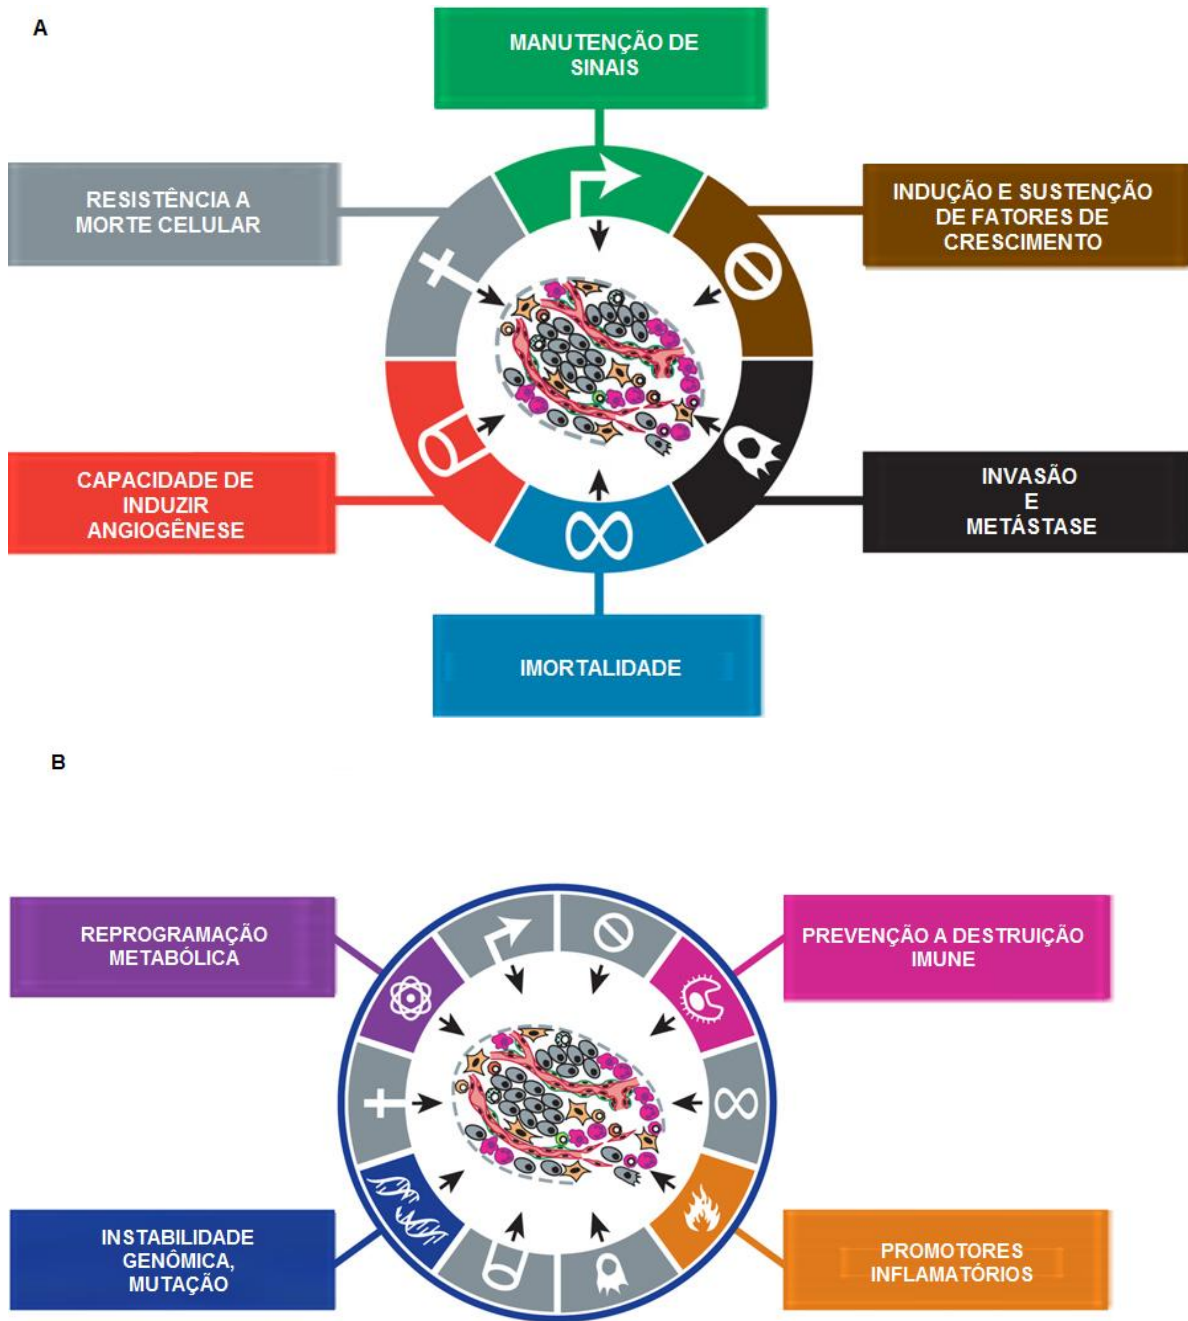 A
MANUTENÇÃO DE
SINAIS
RESISTÊNCIA A
MORTE CELULAR
INDUÇÃO E SUSTENÇÃO
DE FATORES DE
CRESCIMENTO
CAPACIDADE DE
INDUZIR
ANGIOGÊNESE
INVASÃO
E
METÁSTASE
IMORTALIDADE
B
REPROGRAMAÇÃO
METABÓLICA
PREVENÇÃO A DESTRUIÇÃO
IMUNE
INSTABILIDADE
GENÔMICA,
MUTAÇÃO
PROMOTORES
INFLAMATÓRIOS